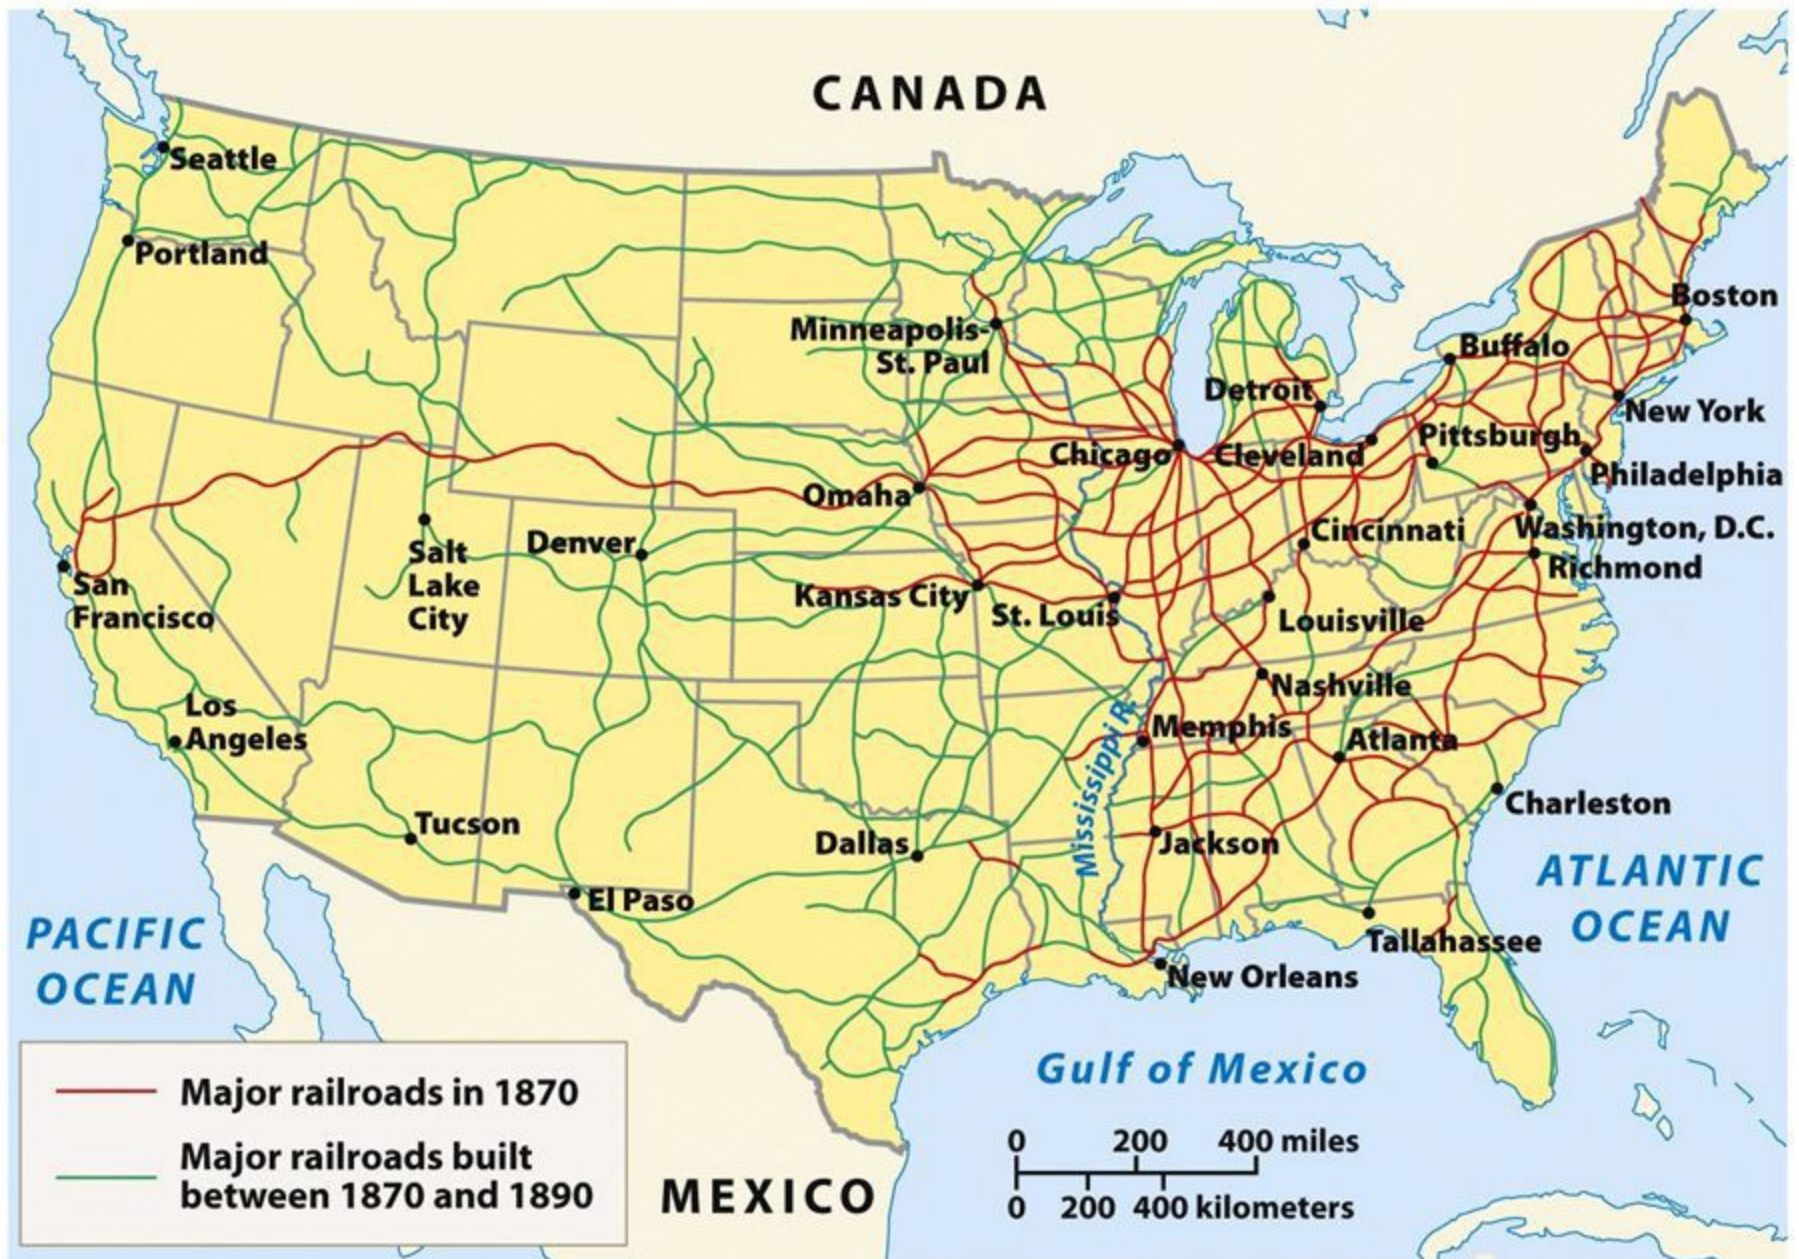 CANADA
Seattle
Portland
Minneapolis-
St. Paul
Boston
Buffalo
Detroit
New York
Pittsburgh
Chicago
Cleveland
Philadelphia
Omaha
Cincinnati
Washington, D.C.
Salt
Lake
City
Denver
Richmond
San
Francisco
Kansas City
St. Louis
Louisville
Nashville
Los
Angeles
Memphis
Atlanta
Mississippi R.
Charleston
Tucson
Dallas
Jackson
El Paso
ATLANTIC
OCEAN
PACIFIC
OCEAN
Tallahassee
New Orleans
Gulf of Mexico
Major railroads in 1870
Major railroads built
between 1870 and 1890
MEXICO
0 200 400 miles
0 200 400 kilometers